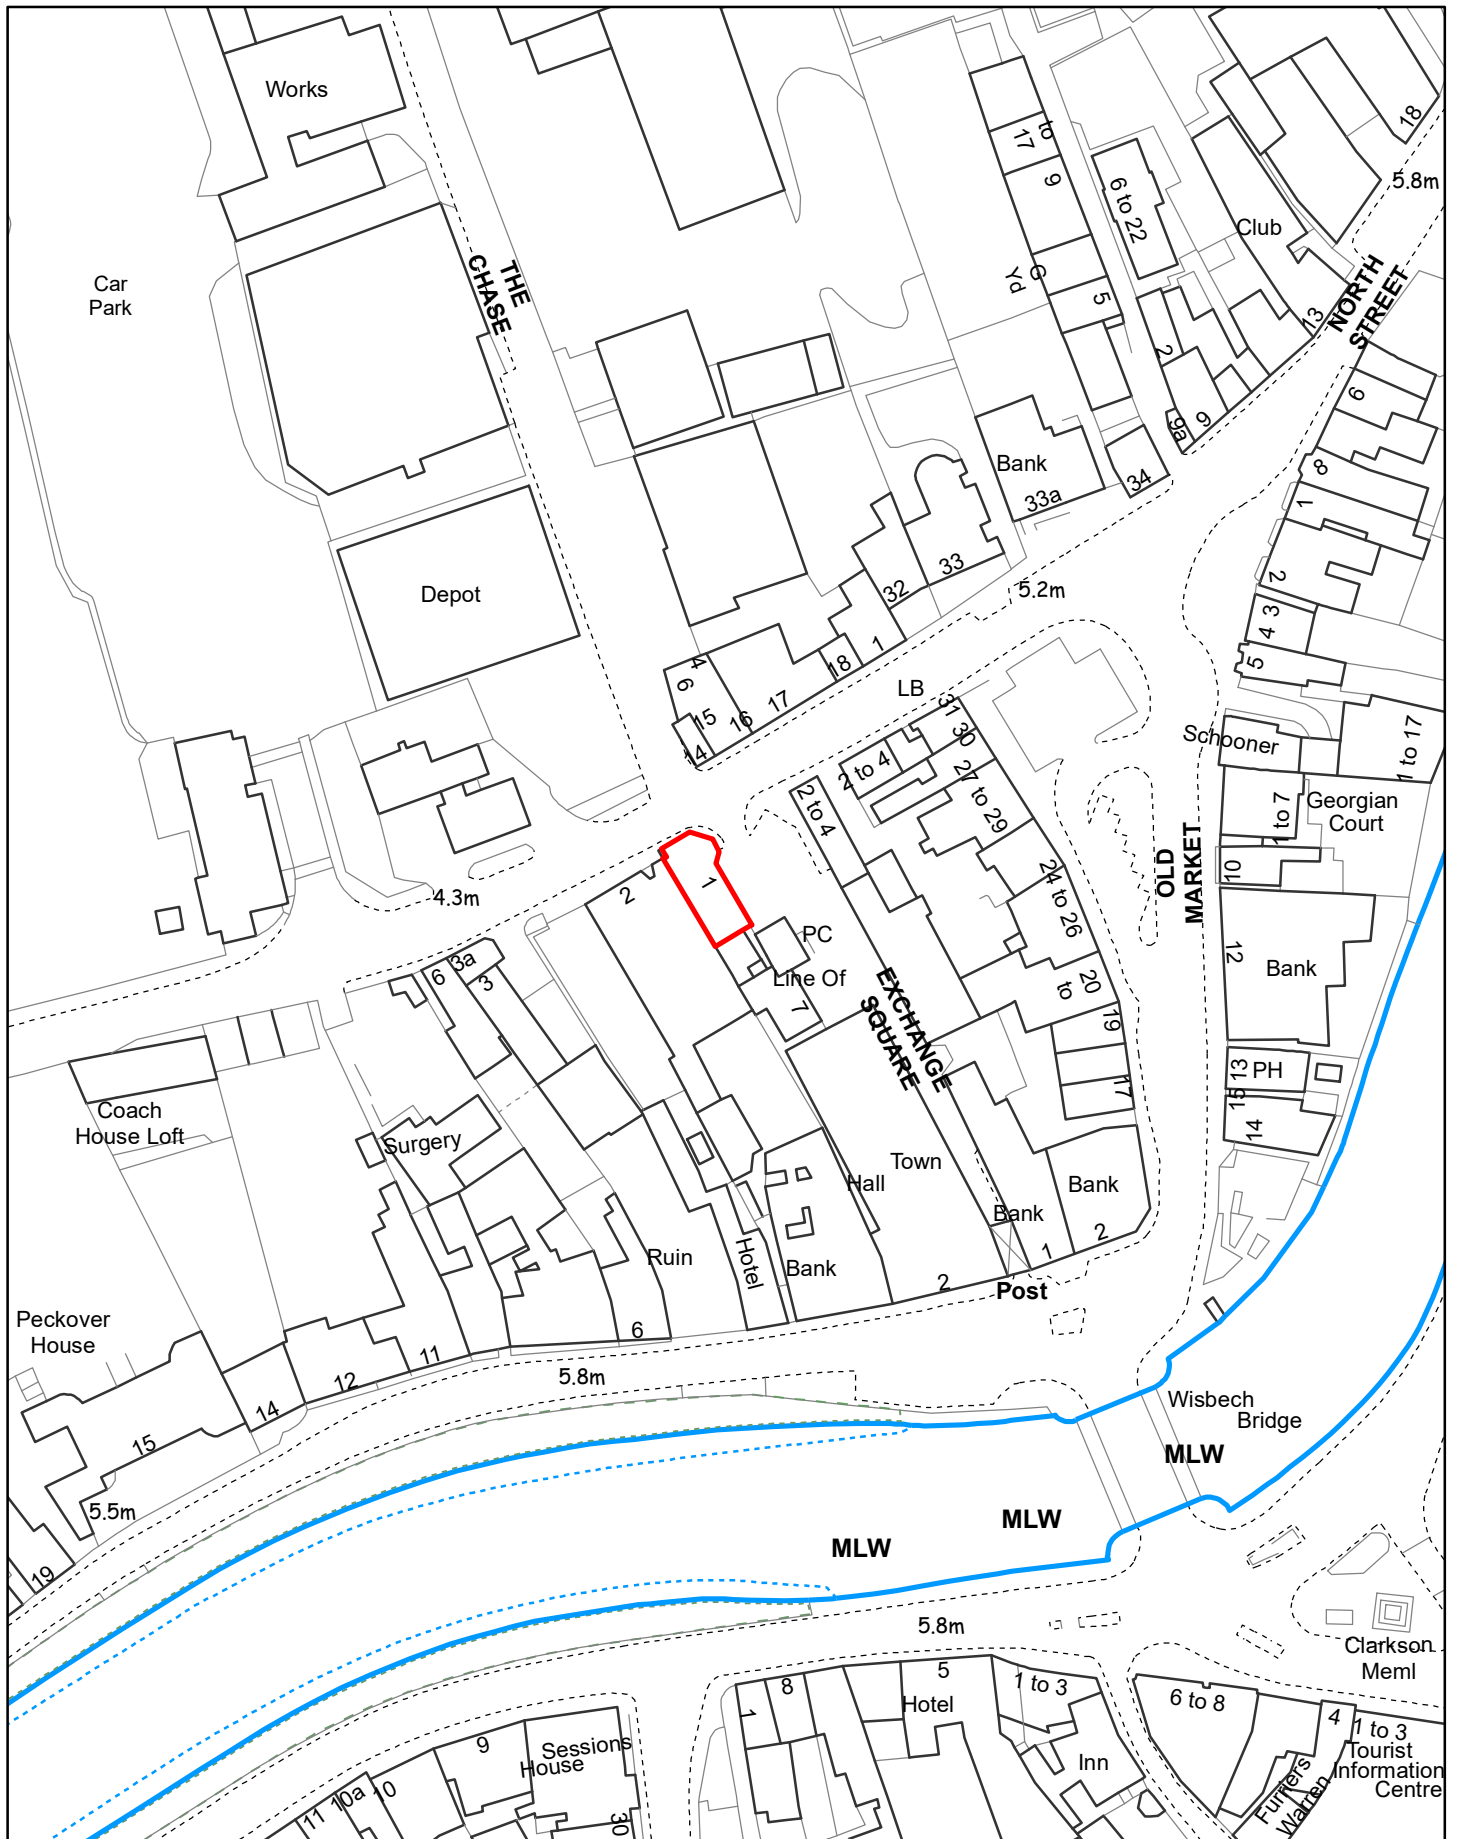 Works
18
to
17
9
5.8m
6 to 22
Club
Car
Park
THE
CHASE
G
Yd
5
NORTH
STREET
13
2
6
9a
9
Bank
33a
34
8
1
33
32
5.2m
2
Depot
3
4
5
1
18
4
6
15
16
17
14
LB
31
30
Schooner
1 to 17
2 to 4
2 to 4
27 to 29
1 to 7
Georgian
Court
OLD
MARKET
10
24 to 26
4.3m
2
1
PC
12
Bank
6
3a
3
Line Of
7
EXCHANGE
SQUARE
20
to
19
13
PH
17
15
14
Coach
House Loft
Surgery
Town
Hall
Bank
Bank
1
2
Ruin
Hotel
Bank
2
Post
Peckover
House
6
11
12
5.8m
14
15
Wisbech
Bridge
MLW
5.5m
MLW
MLW
19
5.8m
Clarkson
Meml
1
8
5
Hotel
1 to 3
6 to 8
4
1 to 3
Tourist
Information
Centre
9
Sessions
House
Inn
Furriers
Warren
11
10a
10
30